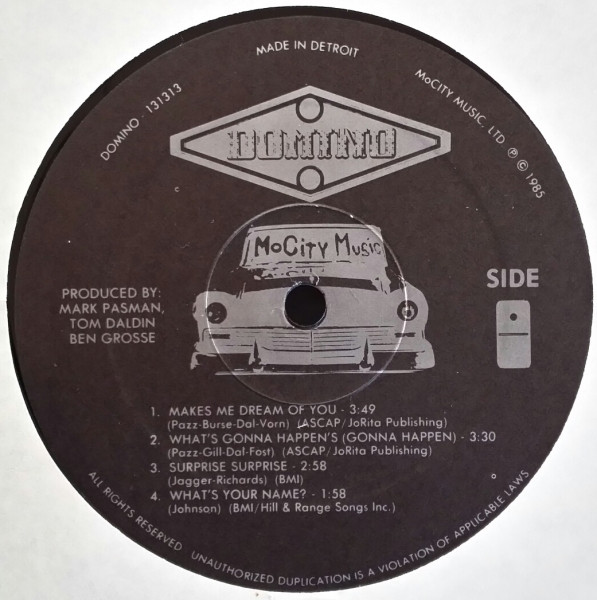 MADE IN DETROIT
DOMINO - 131313
MoCITY MUSIC, LTD ℗ © 1985
DOMINO
MoCity Music
SIDE
PRODUCED BY:
MARK PASMAN,
TOM DALDIN
BEN GROSSE
1. MAKES ME DREAM OF YOU - 3:49
(Pazz-Burse-Dal-Vorn) (ASCAP/JoRita Publishing)
2. WHAT'S GONNA HAPPEN'S (GONNA HAPPEN) - 3:30
(Pazz-Gill-Dal-Fost) (ASCAP/JoRita Publishing)
3. SURPRISE SURPRISE - 2:58
(Jagger-Richards) (BMI)
4. WHAT'S YOUR NAME? - 1:58
(Johnson) (BMI/Hill & Range Songs Inc.)
ALL RIGHTS RESERVED UNAUTHORIZED DUPLICATION IS A VIOLATION OF APPLICABLE LAWS